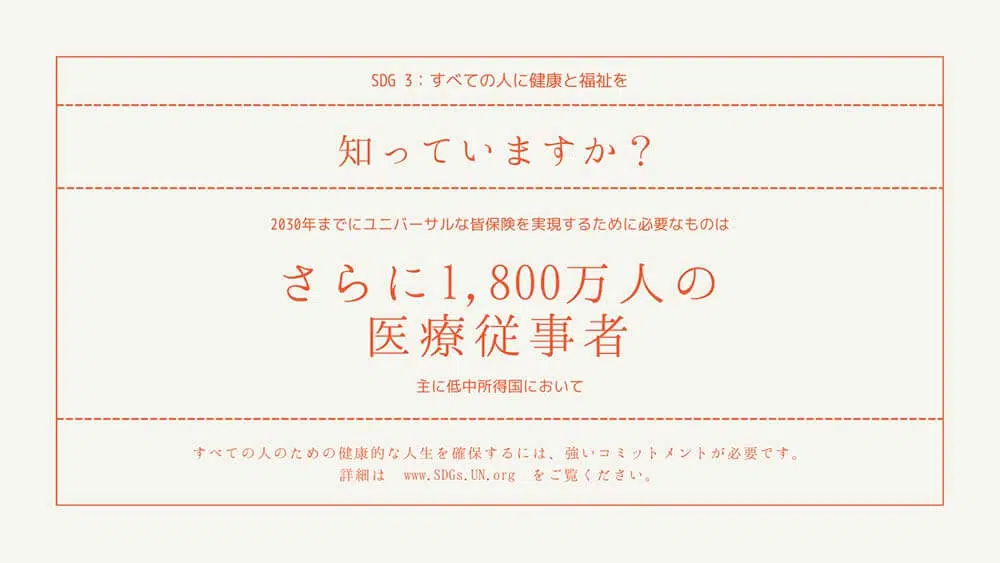 SDG 3：すべての人に健康と福祉を
知っていますか？
2030年までにユニバーサルな皆保険を実現するために必要なものは
さらに1,800万人の
医療従事者
主に低中所得国において
すべての人のための健康的な人生を確保するには、強いコミットメントが必要です。
詳細は　www.SDGs.UN.org　をご覧ください。